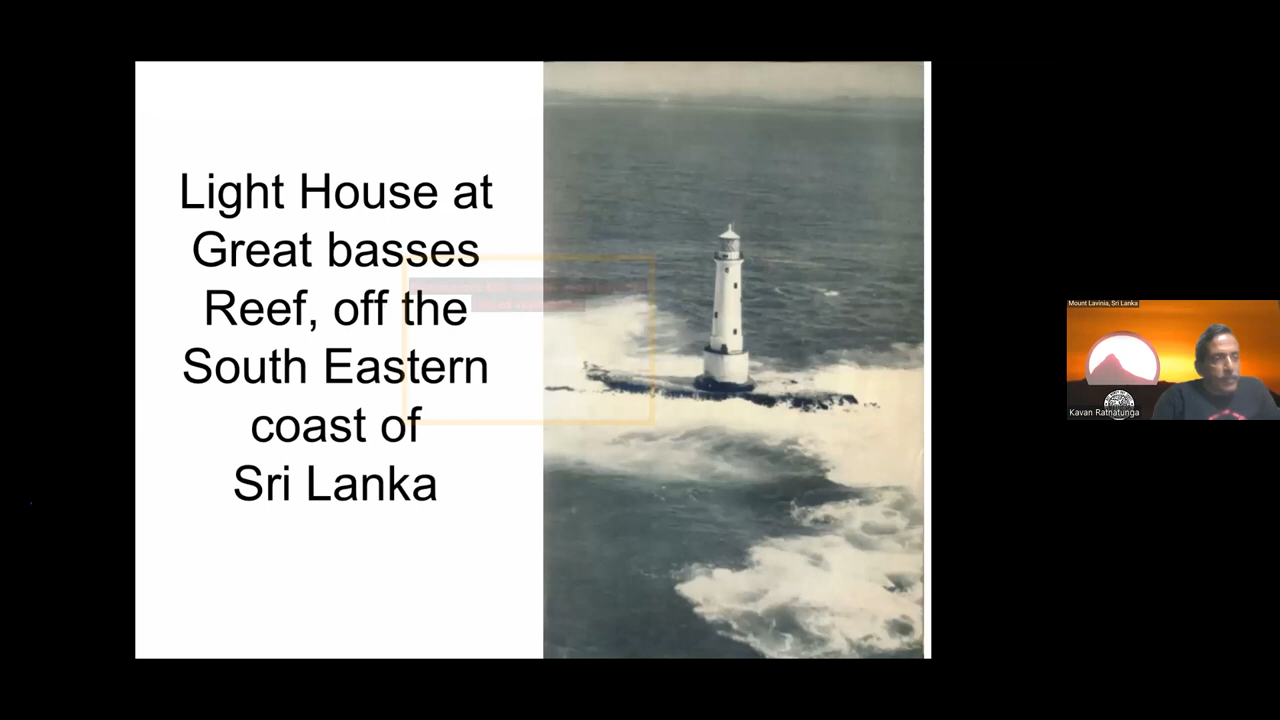 Light House at
Great basses
Reef, off the
South Eastern
coast of
Sri Lanka
Mount Lavinia, Sri Lanka
Kavan Ratnatunga